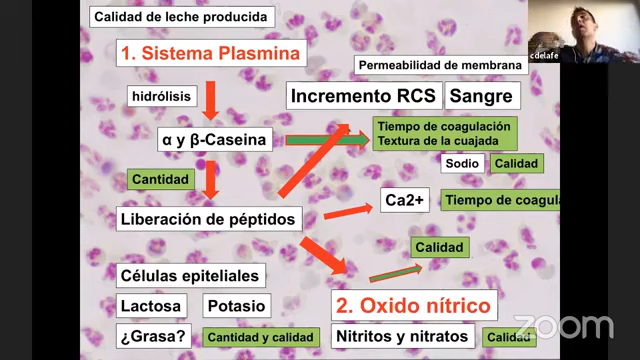 Calidad de leche producida
cdelafe
1. Sistema Plasmina
Permeabilidad de membrana
hidrólisis
Incremento RCS
Sangre
α y β-Caseina
Tiempo de coagulación
Textura de la cuajada
Sodio
Calidad
Cantidad
Ca2+
Tiempo de
Liberación de péptidos
Calidad
Células epiteliales
Lactosa
Potasio
2. Oxido nítrico
¿Grasa?
Cantidad y calidad
Nitritos y nitratos
Calidad
zoom